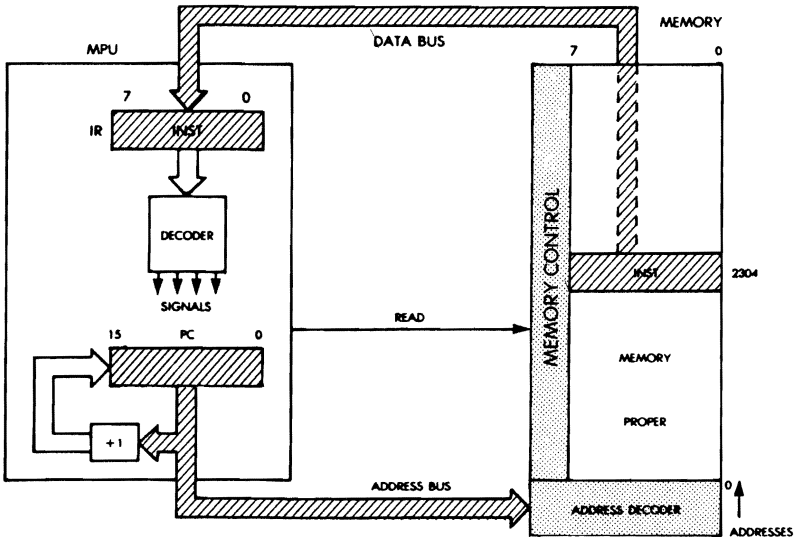 MEMORY
DATA BUS
MPU
7 0
7 0
IR INST
DECODER
SIGNALS
MEMORY CONTROL
INST 2304
READ
15 PC 0
MEMORY
PROPER
+1
ADDRESS BUS
0
ADDRESS DECODER
ADDRESSES